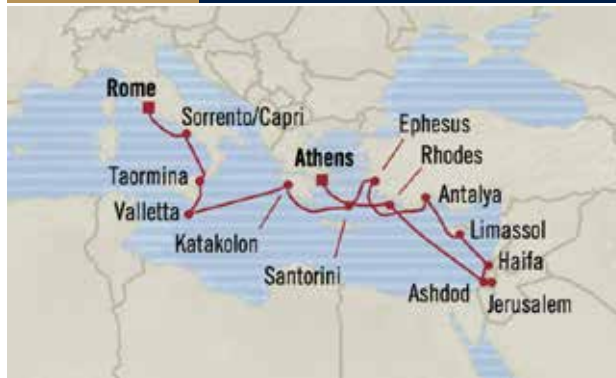 Rome
Sorrento/Capri
Ephesus
Athens
Rhodes
Taormina
Antalya
Valletta
Limassol
Katakolon
Haifa
Santorini
Ashdod
Jerusalem